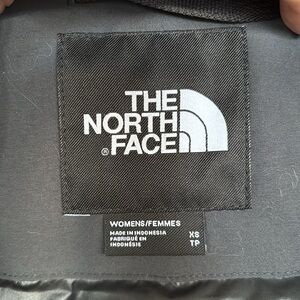 THE
NORTH
® FACE
WOMENS/FEMMES
MADE IN INDONESIA XS
FABRIQUÉ EN TP
INDONÉSIE